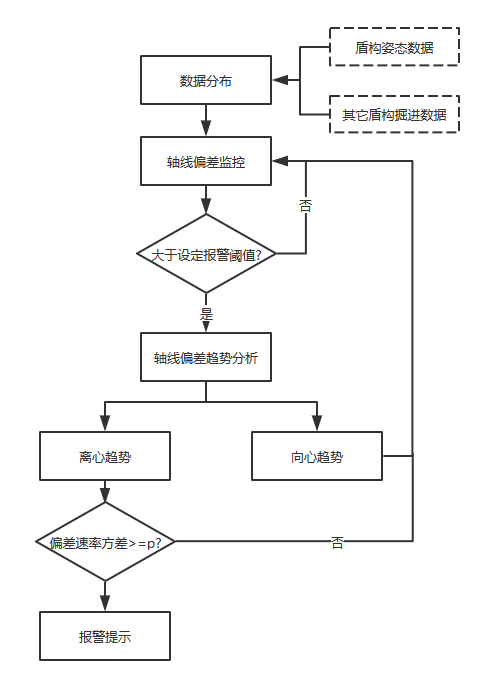 盾构姿态数据
数据分布
其它盾构掘进数据
轴线偏差监控
否
大于设定报警阈值?
是
轴线偏差趋势分析
离心趋势
向心趋势
偏差速率方差>=p?
否
报警提示